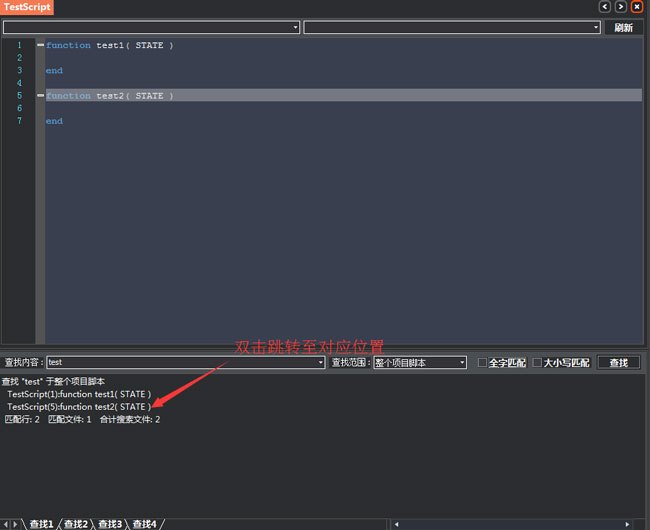 TestScript
刷新
1 function test1( STATE )
2
3 end
4
5 function test2( STATE )
6
7 end
双击跳转至对应位置
查找内容: test 查找范围: 整个项目脚本 全字匹配 大小写匹配 查找
查找 "test" 于整个项目脚本
TestScript(1):function test1( STATE )
TestScript(5):function test2( STATE )
匹配行: 2 匹配文件: 1 合计搜索文件: 2
查找1 查找2 查找3 查找4